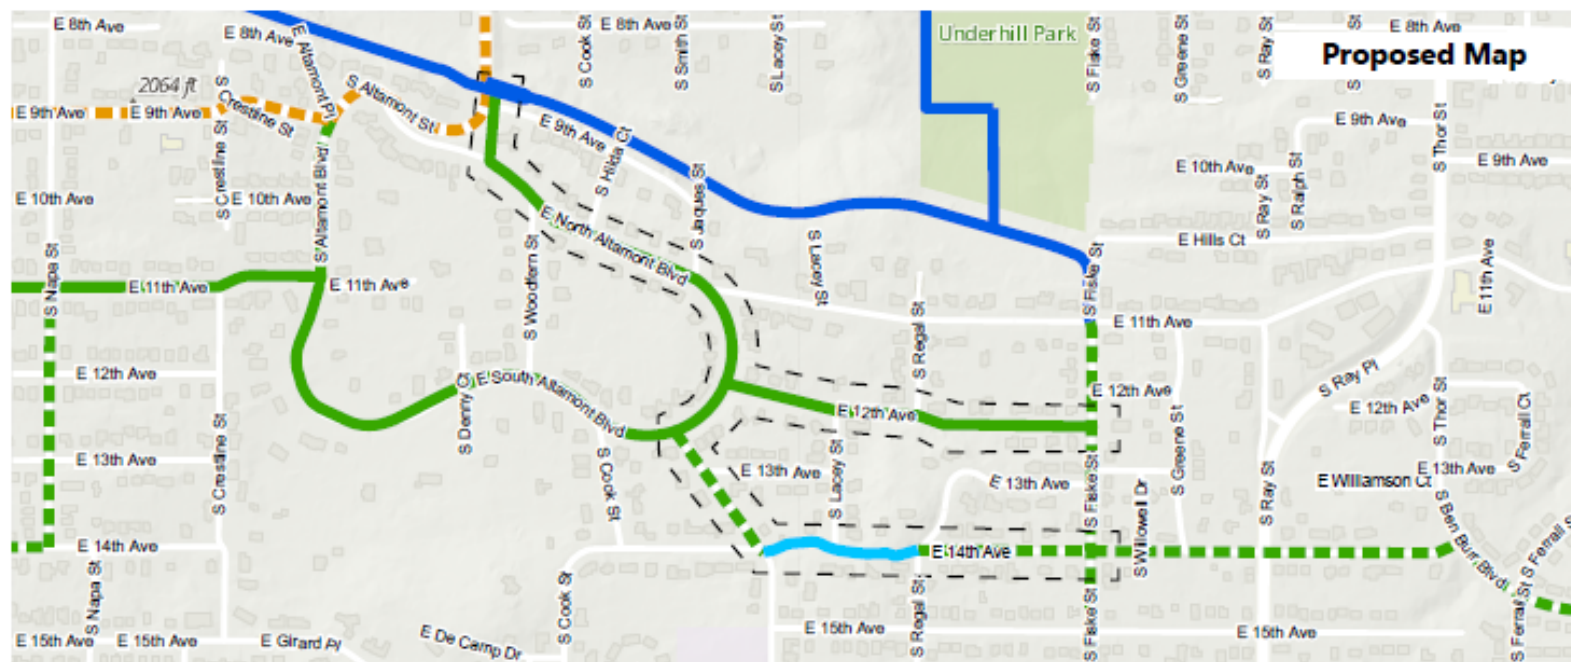 E 8th Ave
E 8th Ave
E Altamont Pl
S Cook St
E 8th Ave
S Smith St
S Lacey St
Underhill Park
S Fiske St
S Greene St
S Ray St
E 8th Ave
Proposed Map
2064 ft
S Altamont St
E 9th Ave
E 9th Ave
S Crestline St
Crestline St
E 9th Ave
S Hilda Ct
E 9th Ave
S Thor St
E 9th Ave
E 10th Ave
E 10th Ave
E 10th Ave
S Altamont Blvd
S Jaques St
S Ray St
S Ralph St
E North Altamont Blvd
E Hills Ct
S Napa St
E 11th Ave
E 11th Ave
S Woodfern St
S Lacey St
S Regal St
S Fiske St
E 11th Ave
E 11th Ave
E 12th Ave
S Denny Ct
E South Altamont Blvd
E 12th Ave
E 12th Ave
S Ray Pl
E 12th Ave
S Thor St
S Ferrall Ct
E 13th Ave
S Crestline St
S Cook St
E 13th Ave
S Lacey St
E 13th Ave
S Fiske St
S Greene St
S Ray St
E 13th Ave
E Williamson Ct
E 14th Ave
E 14th Ave
S Willowell Dr
S Ben Burr Blvd
S Ferrall St
S Napa St
S Cook St
S Regal St
S Fiske St
S Ferrall St
E 15th Ave
E 15th Ave
E Girard Pl
E De Camp Dr
E 15th Ave
E 15th Ave